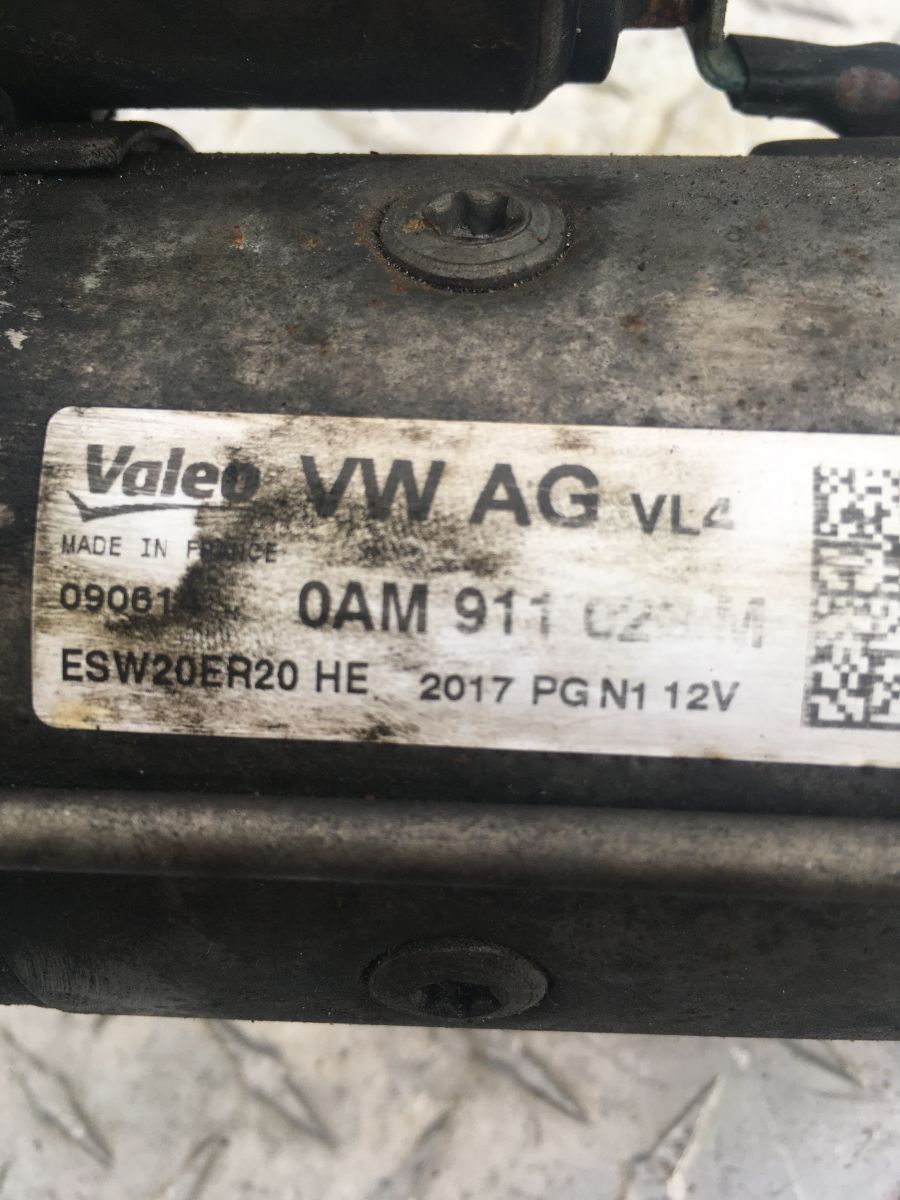 Valeo VW AG VL4
MADE IN FRANCE
0AM 911
ESW20ER20 HE 2017 PG N1 12V